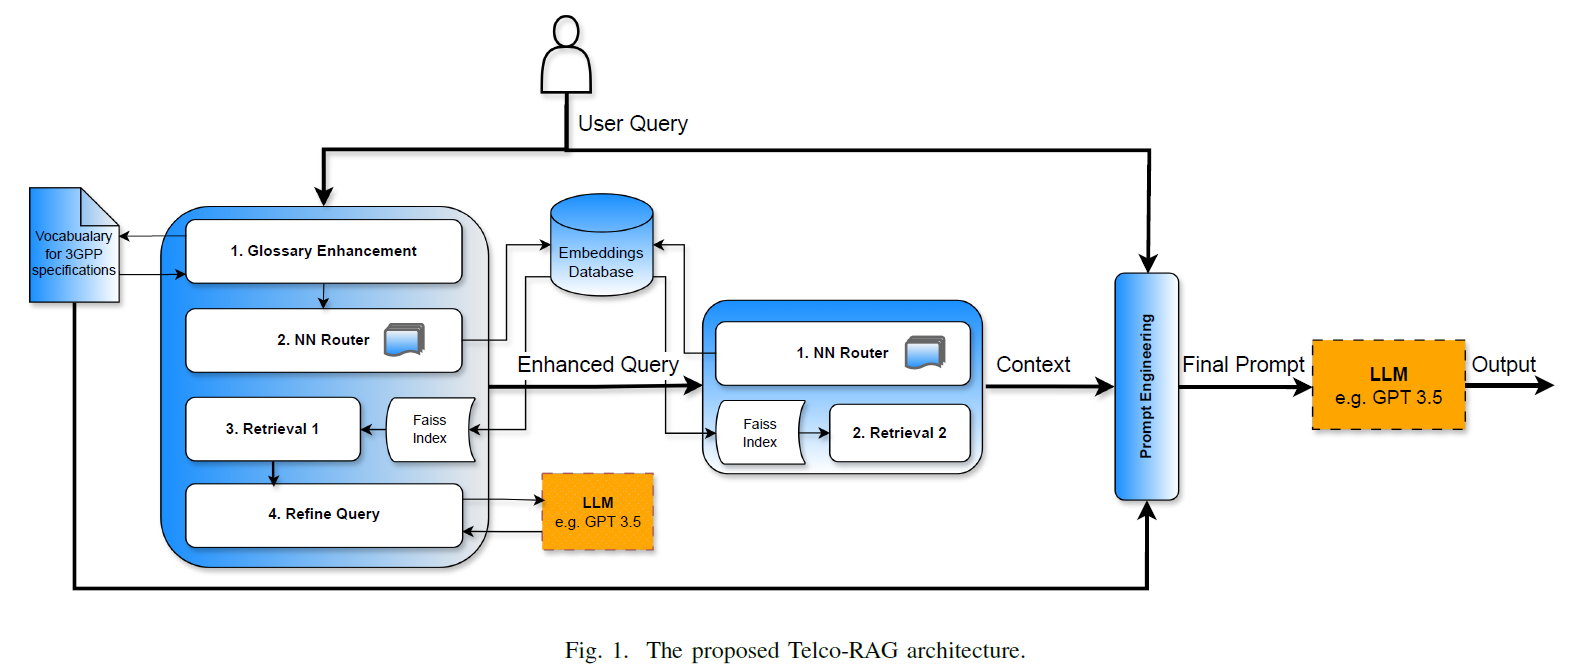 User Query
Vocabualary
for 3GPP
specifications
1. Glossary Enhancement
2. NN Router
3. Retrieval 1
Faiss
Index
4. Refine Query
LLM
e.g. GPT 3.5
Embeddings
Database
Enhanced Query
1. NN Router
Faiss
Index
2. Retrieval 2
Context
Prompt Engineering
Final Prompt
LLM
e.g. GPT 3.5
Output
Fig. 1. The proposed Telco-RAG architecture.